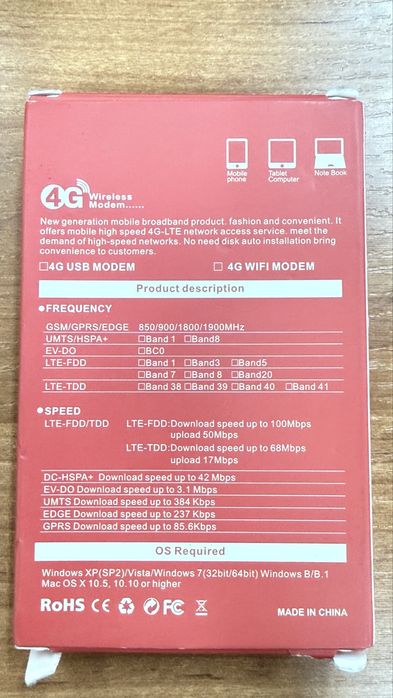 Mobile phone
Tablet Computer
Note Book
4G Wireless Modem......
New generation mobile broadband product. fashion and convenient. It
offers mobile high speed 4G-LTE network access service. meet the
demand of high-speed networks. No need disk auto installation bring
convenience to customers.
☐4G USB MODEM ☐ 4G WIFI MODEM
Product description
●FREQUENCY
GSM/GPRS/EDGE 850/900/1800/1900MHz
UMTS/HSPA+ ☐Band 1 ☐Band8
EV-DO ☐BC0
LTE-FDD ☐Band 1 ☐Band3 ☐Band5
☐Band 7 ☐Band 8 ☐Band20
LTE-TDD ☐Band 38 ☐Band 39 ☐Band 40 ☐Band 41
●SPEED
LTE-FDD/TDD LTE-FDD:Download speed up to 100Mbps
upload 50Mbps
LTE-TDD:Download speed up to 68Mbps
upload 17Mbps
DC-HSPA+ Download speed up to 42 Mbps
EV-DO Download speed up to 3.1 Mbps
UMTS Download speed up to 384 Kbps
EDGE Download speed up to 237 Kbps
GPRS Download speed up to 85.6Kbps
OS Required
Windows XP(SP2)/Vista/Windows 7(32bit/64bit) Windows B/B.1
Mac OS X 10.5, 10.10 or higher
RoHS CE FC MADE IN CHINA